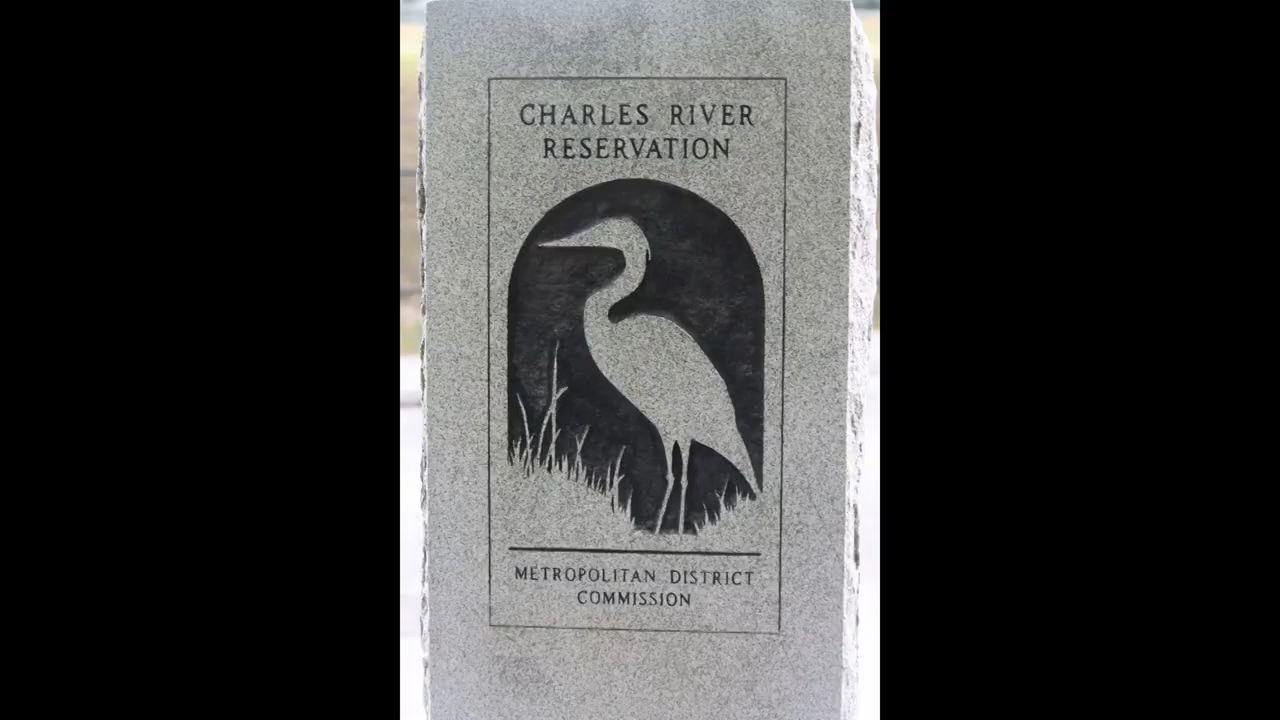 CHARLES RIVER
RESERVATION
METROPOLITAN DISTRICT
COMMISSION